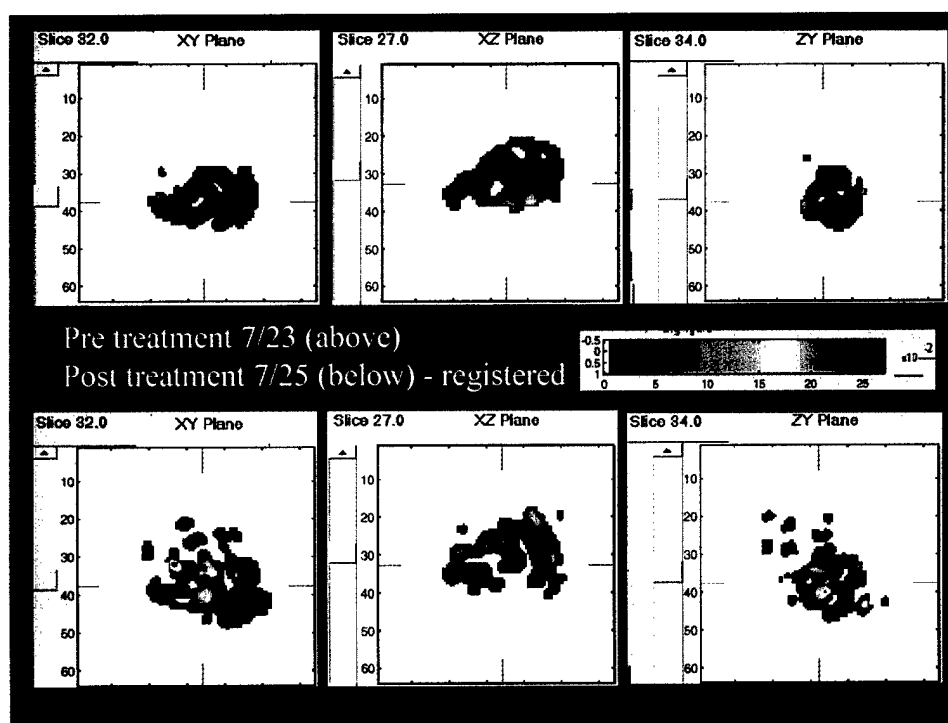 Slice 32.0 XY Plane
Slice 27.0 XZ Plane
Slice 34.0 ZY Plane
10 10 10
20 20 20
30 30 30
40 40 40
50 50 50
60 60 60
Pre treatment 7/23 (above)
Post treatment 7/25 (below) - registered
-0.5
0
0.5
1
0 5 10 15 20 25
x10 -2
Slice 32.0 XY Plane
Slice 27.0 XZ Plane
Slice 34.0 ZY Plane
10 10 10
20 20 20
30 30 30
40 40 40
50 50 50
60 60 60